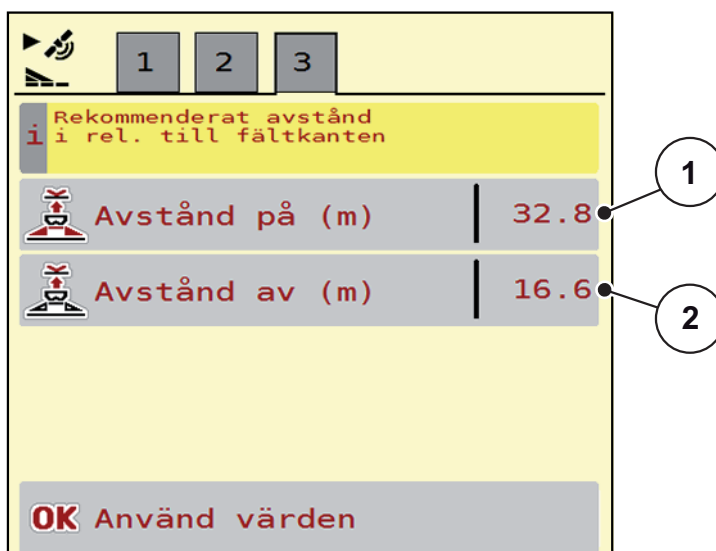 1 2 3
i Rekommenderat avstånd
i rel. till fältkanten
Avstånd på (m) 32.8
1
Avstånd av (m) 16.6
2
OK Använd värden